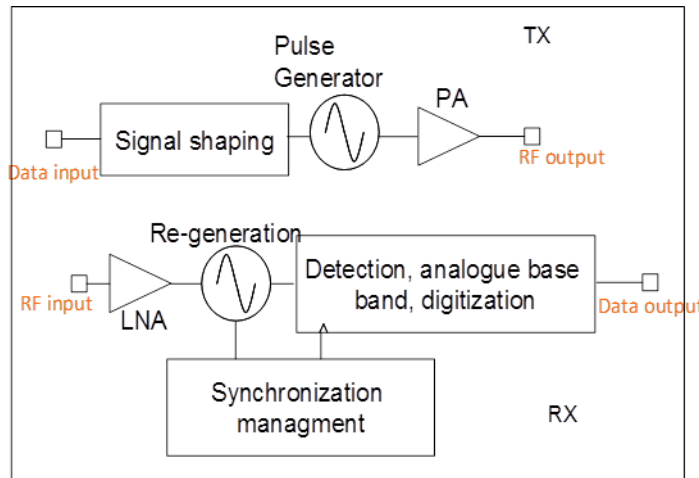 TX
Pulse
Generator
PA
Signal shaping
Data input
RF output
Re-generation
Detection, analogue base
band, digitization
RF input
LNA
Data output
Synchronization
managment
RX